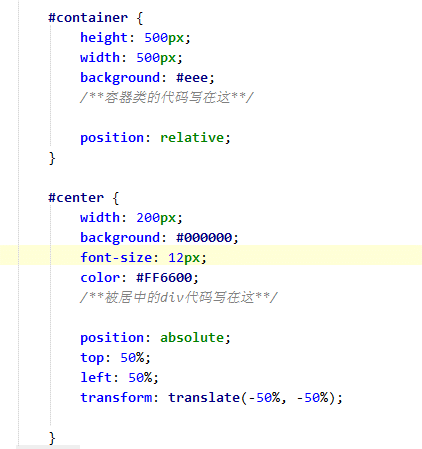 #container {
height: 500px;
width: 500px;
background: #eee;
/**容器类的代码写在这**/
position: relative;
}
#center {
width: 200px;
background: #000000;
font-size: 12px;
color: #FF6600;
/**被居中的div代码写在这**/
position: absolute;
top: 50%;
left: 50%;
transform: translate(-50%, -50%);
}